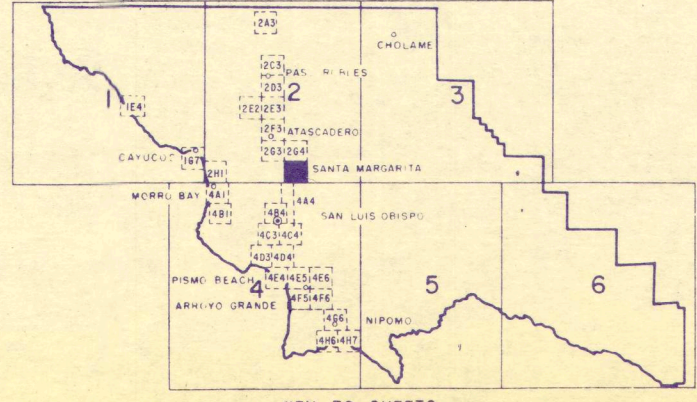 2A3
CHOLAME
2C3
PAS RIBLES
2D3
1
2
3
1E4
2E2 2E3
2F3
ATASCADERO
2G3 2G4
CAYUCOS
1G7
SANTA MARGARITA
2H1
MORRO BAY
4A1
4A4
4B1
4B4
SAN LUIS OBISPO
4C3 4C4
4D3 4D4
PISMO BEACH
4E4 4E5 4E6
4
5
6
ARROYO GRANDE
4F5 4F6
4G6
NIPOMO
4H6 4H7